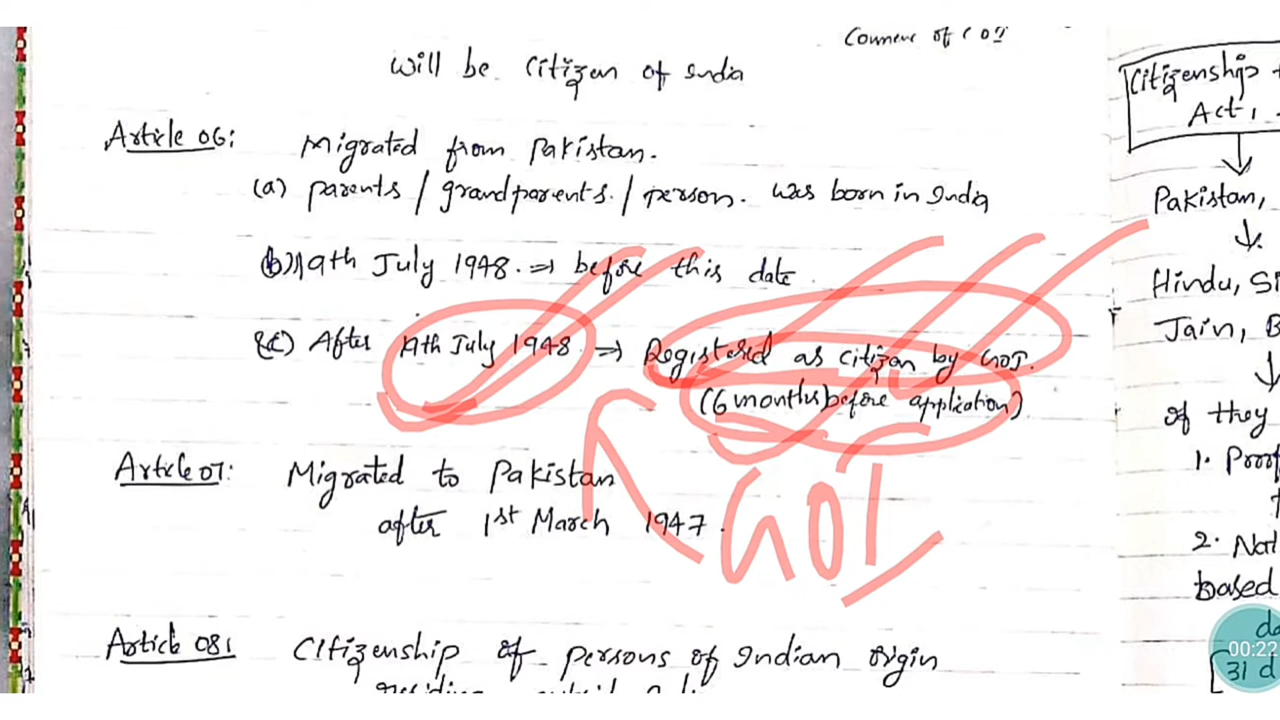 Commence of COI
will be citizen of India
Article 06: Migrated from Pakistan.
(a) parents / grandparents. / person. was born in India
(b) 19th July 1948. ⇒ before this date.
(c) After 19th July 1948. ⇒ Registered as citizen by GOI.
(6 months) before application)
GOI
Article 07: Migrated to Pakistan
after 1st March 1947.
Article 08: Citizenship of persons of Indian origin
Citizenship
Act,
Pakistan,
Hindu, Si
Jain, B
of they
1. Proof
2. Nat
based
da
00:22
31 d